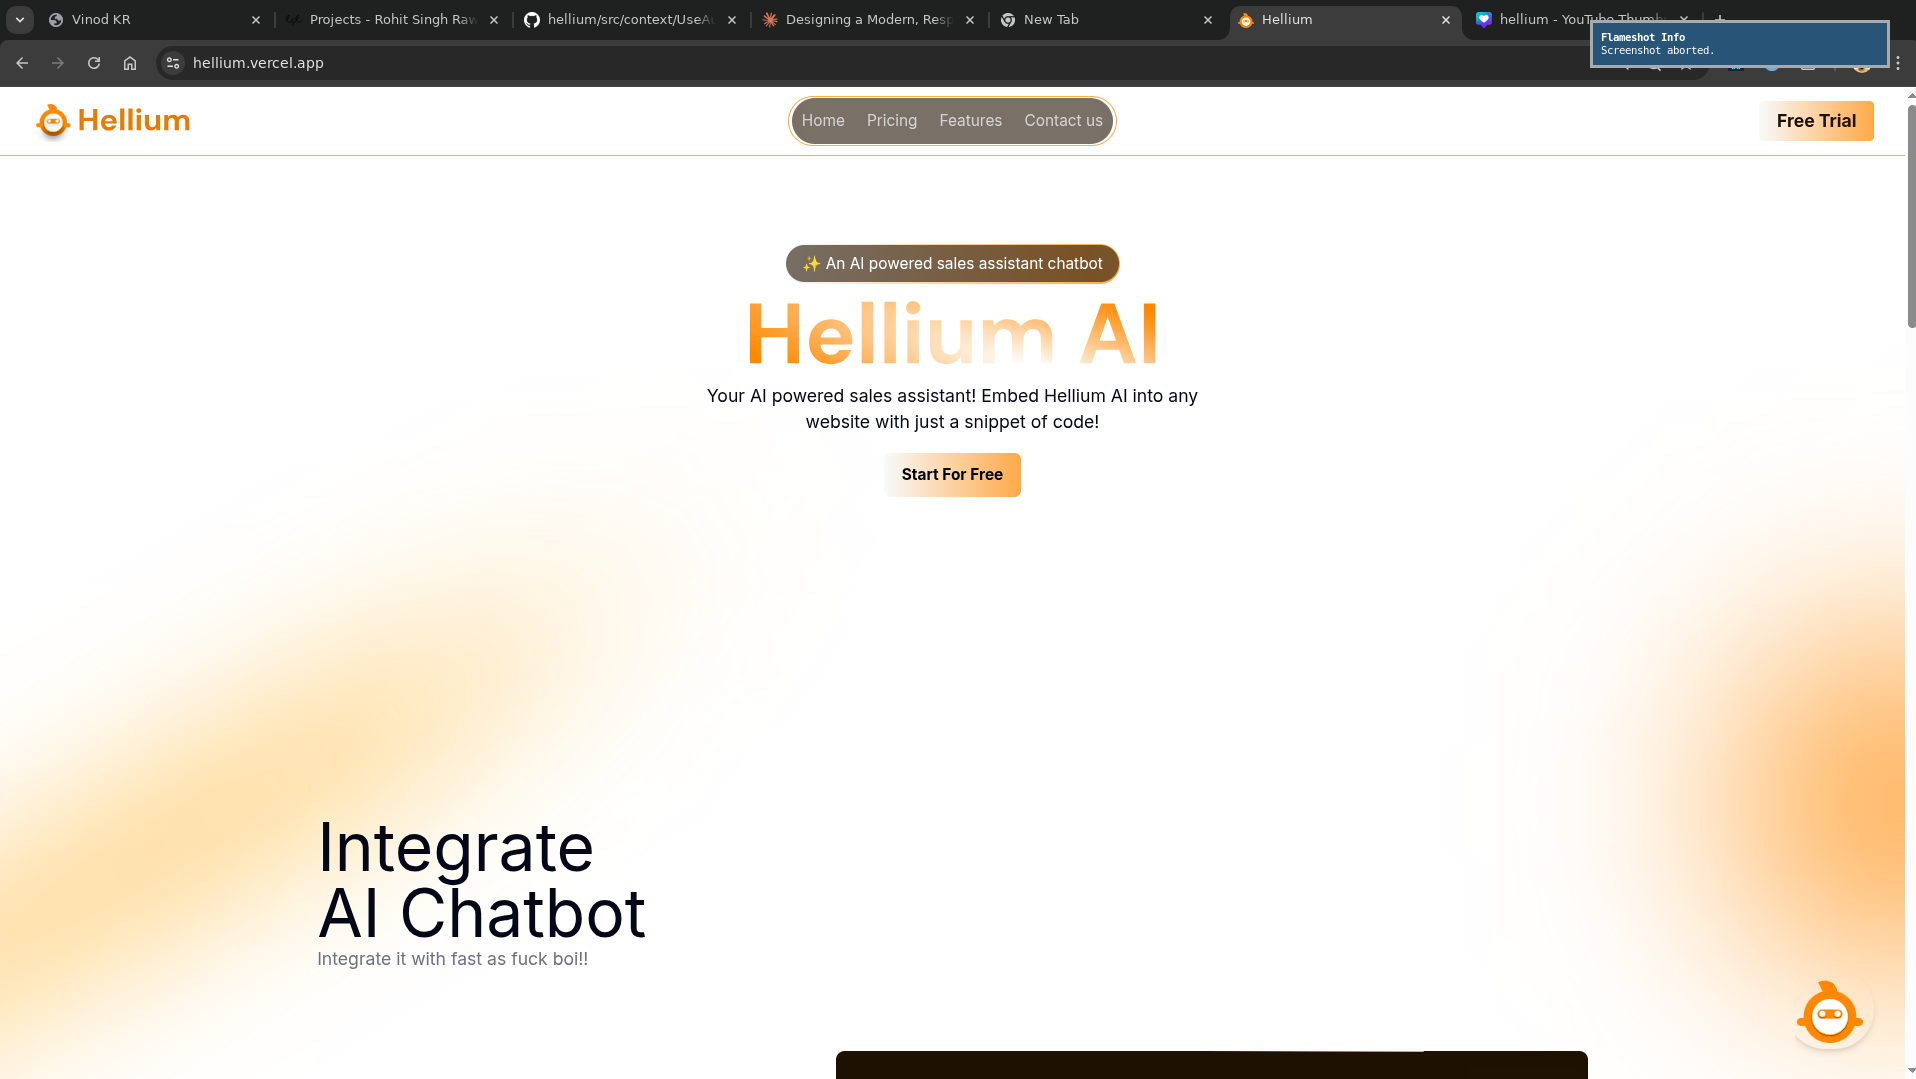 Vinod KR
Projects - Rohit Singh Raw
hellium/src/context/UseAu
Designing a Modern, Resp
New Tab
Hellium
hellium - YouTube Thumb
Flameshot Info
Screenshot aborted.
hellium.vercel.app
Hellium
Home
Pricing
Features
Contact us
Free Trial
✨ An AI powered sales assistant chatbot
Hellium AI
Your AI powered sales assistant! Embed Hellium AI into any
website with just a snippet of code!
Start For Free
Integrate
AI Chatbot
Integrate it with fast as fuck boi!!